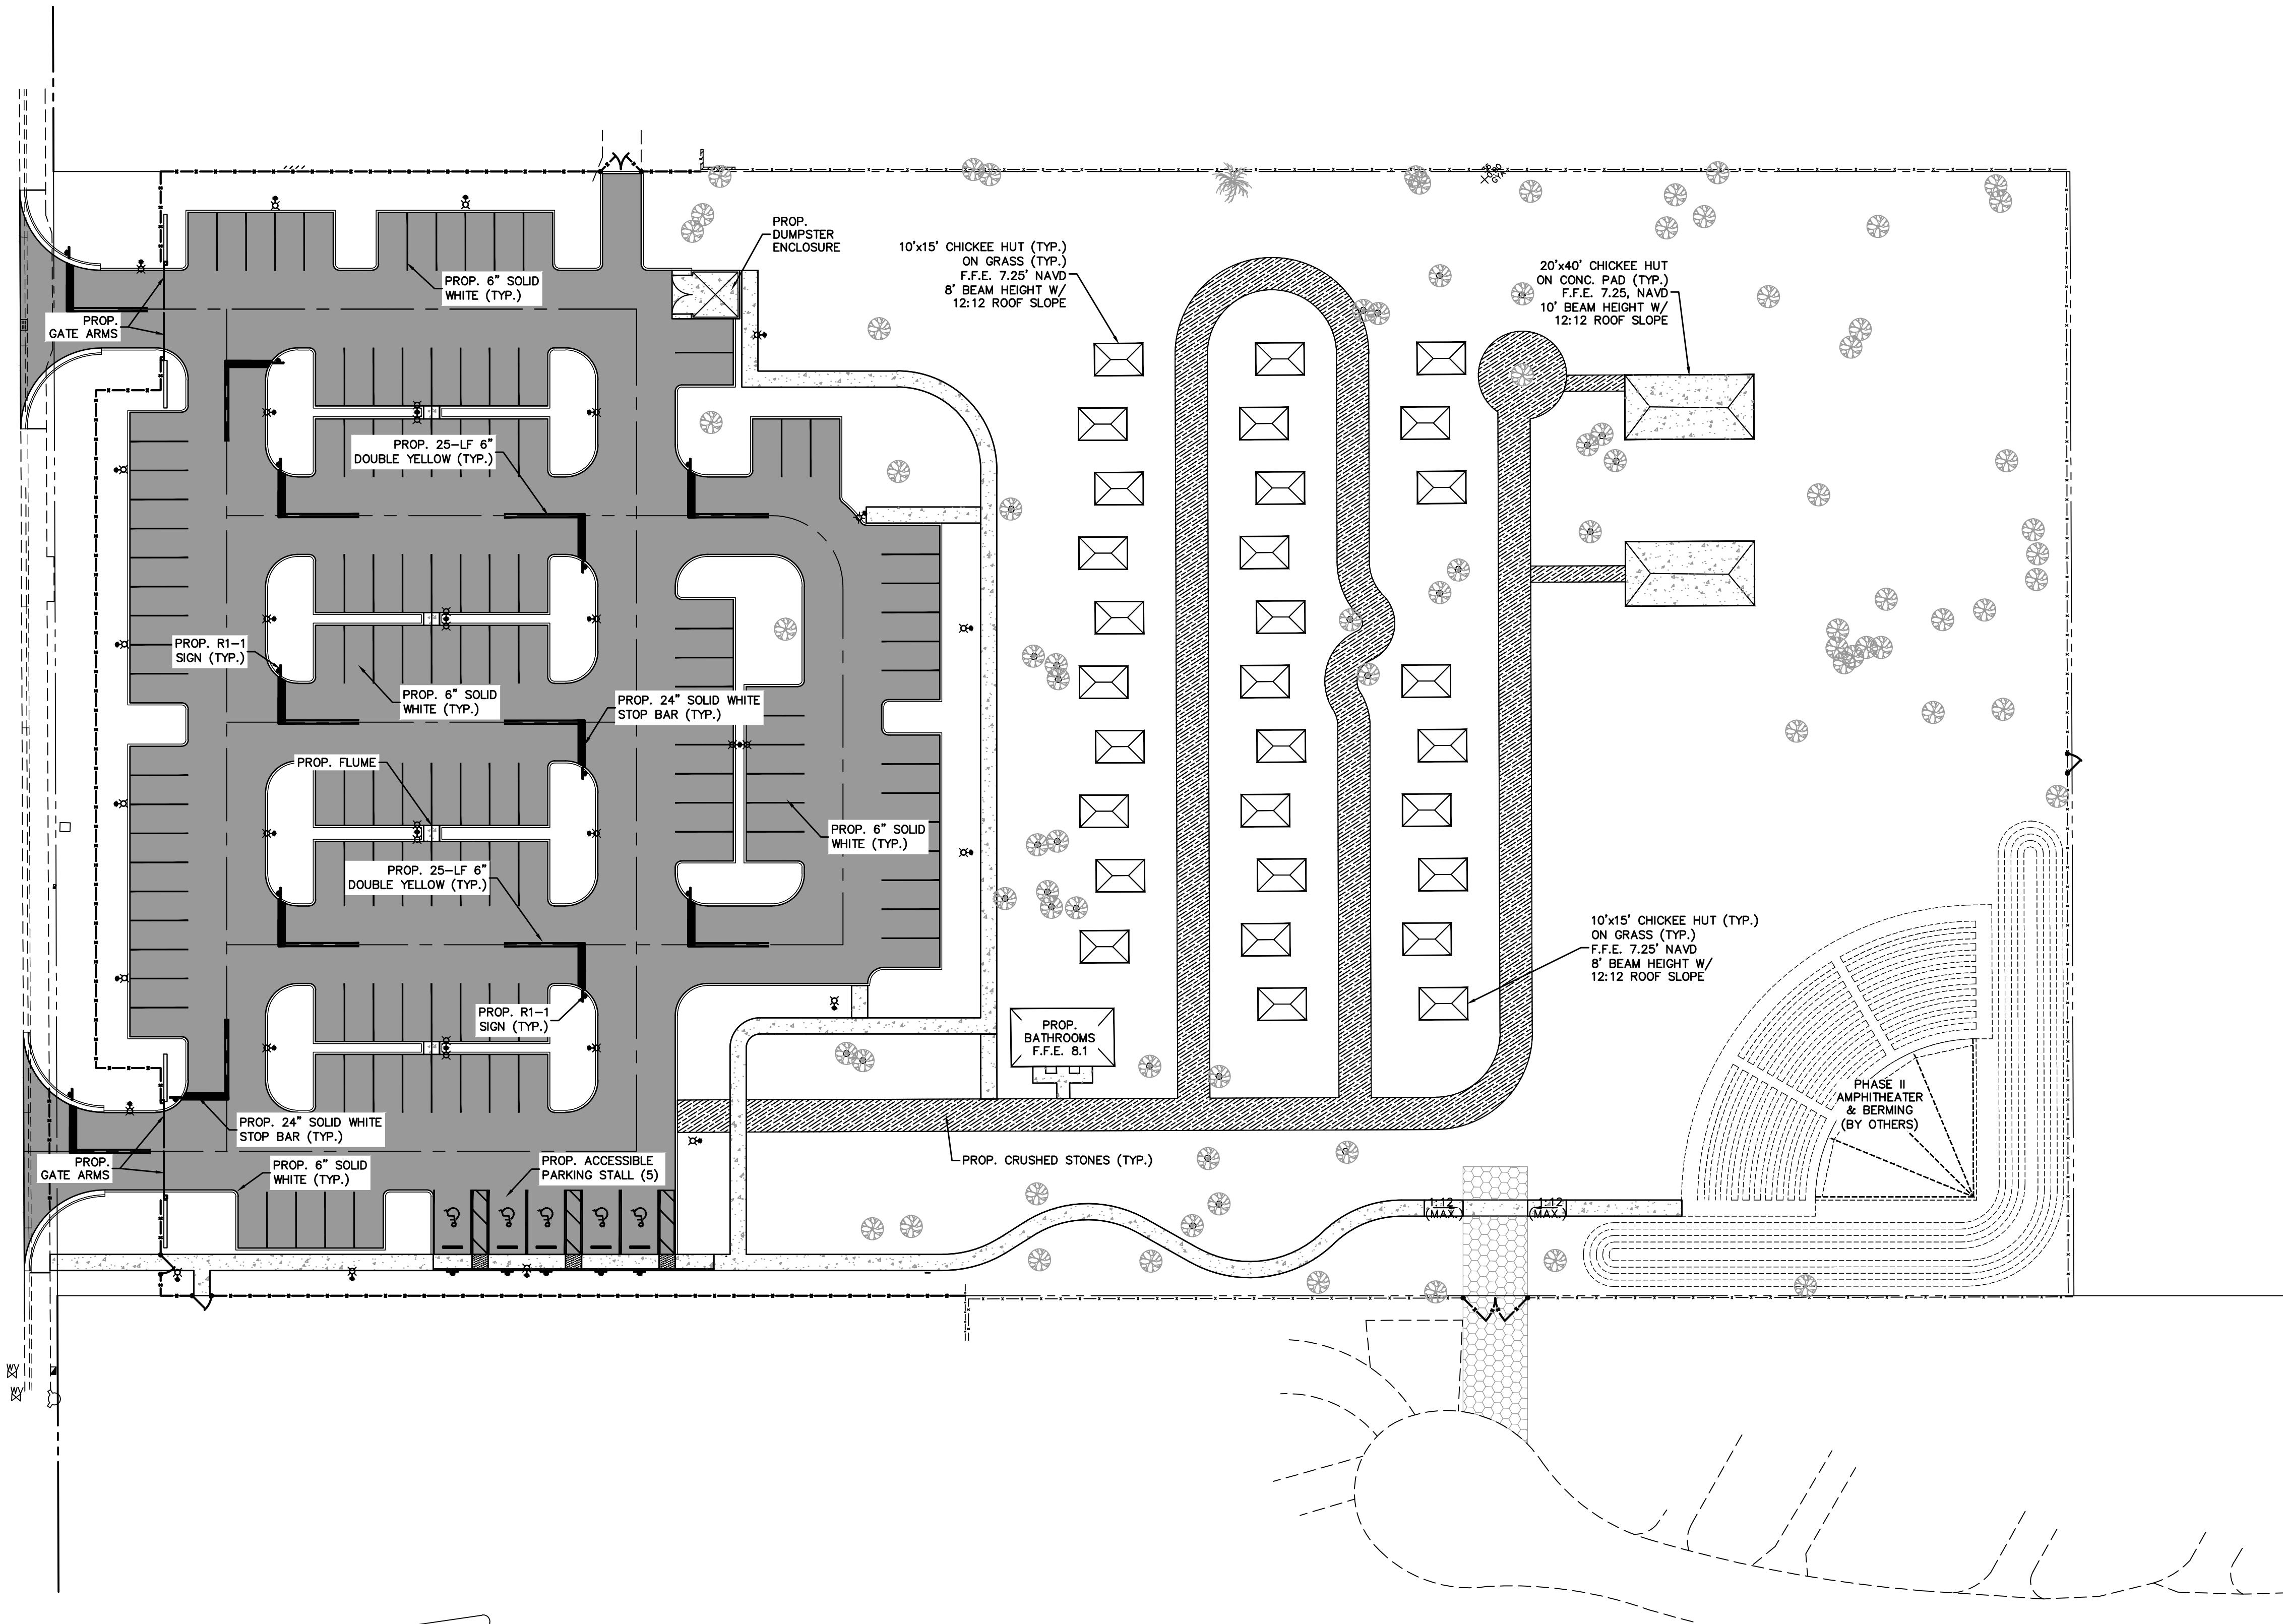 PROP.
DUMPSTER
ENCLOSURE
10'x15' CHICKEE HUT (TYP.)
ON GRASS (TYP.)
F.F.E. 7.25' NAVD
8' BEAM HEIGHT W/
12:12 ROOF SLOPE
20'x40' CHICKEE HUT
ON CONC. PAD (TYP.)
F.F.E. 7.25, NAVD
10' BEAM HEIGHT W/
12:12 ROOF SLOPE
PROP. 6" SOLID
WHITE (TYP.)
PROP.
GATE ARMS
PROP. 25-LF 6"
DOUBLE YELLOW (TYP.)
PROP. R1-1
SIGN (TYP.)
PROP. 6" SOLID
WHITE (TYP.)
PROP. 24" SOLID WHITE
STOP BAR (TYP.)
PROP. FLUME
PROP. 6" SOLID
WHITE (TYP.)
PROP. 25-LF 6"
DOUBLE YELLOW (TYP.)
10'x15' CHICKEE HUT (TYP.)
ON GRASS (TYP.)
F.F.E. 7.25' NAVD
8' BEAM HEIGHT W/
12:12 ROOF SLOPE
PROP. R1-1
SIGN (TYP.)
PROP.
BATHROOMS
F.F.E. 8.1
PHASE II
AMPHITHEATER
& BERMING
(BY OTHERS)
PROP. 24" SOLID WHITE
STOP BAR (TYP.)
PROP.
GATE ARMS
PROP. 6" SOLID
WHITE (TYP.)
PROP. ACCESSIBLE
PARKING STALL (5)
PROP. CRUSHED STONES (TYP.)
1:12
(MAX.)
1:12
(MAX.)
WV
WV